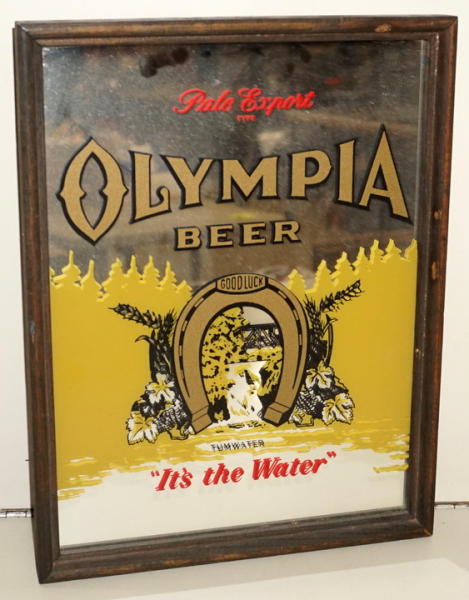 Pale Export
TYPE
OLYMPIA
BEER
GOOD LUCK
TUMWATER
"It's the Water"